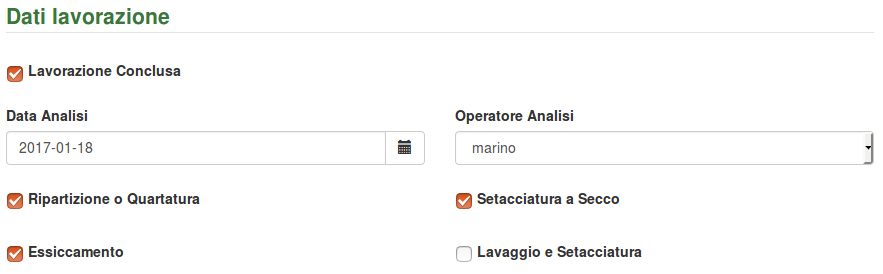 Dati lavorazione
Lavorazione Conclusa
Data Analisi
Operatore Analisi
2017-01-18
marino
Ripartizione o Quartatura
Setacciatura a Secco
Essiccamento
Lavaggio e Setacciatura